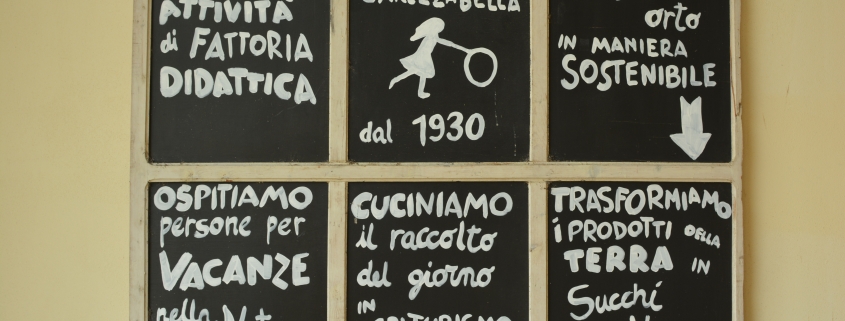 ATTIVITÀ
di FATTORIA
DIDATTICA
dal 1930
orto
IN MANIERA
SOSTENIBILE
OSPITIAMO
persone per
VACANZE
nella
CUCINIAMO
il raccolto
del giorno
IN
TRASFORMIAMO
i PRODOTTI DELLA
TERRA IN
Succhi